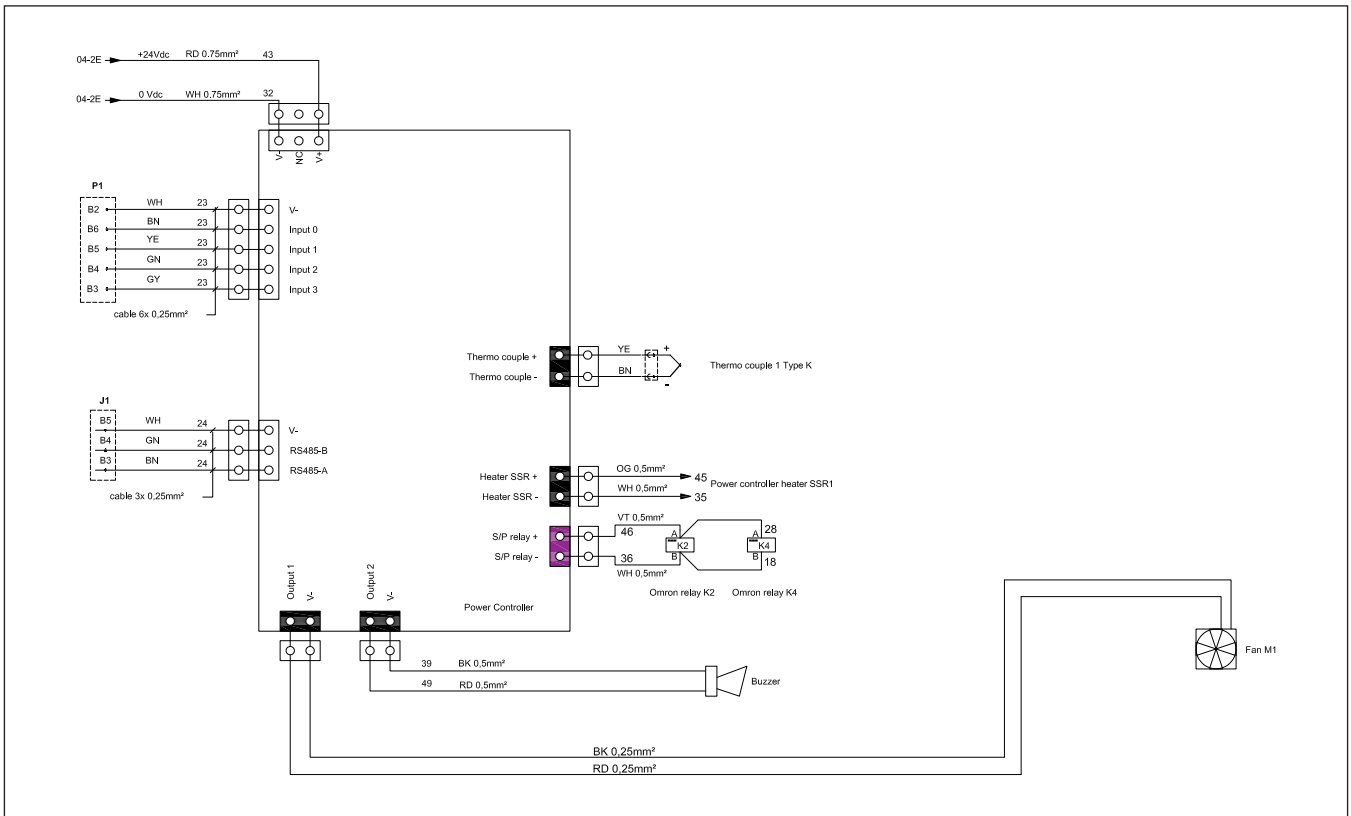 04-2E +24Vdc RD 0.75mm² 43
04-2E 0 Vdc WH 0,75mm² 32
V- NC V+
P1
B2 WH 23 V-
B6 BN 23 Input 0
B5 YE 23 Input 1
B4 GN 23 Input 2
B3 GY 23 Input 3
cable 6x 0,25mm²
Thermo couple + YE +
Thermo couple - BN -
Thermo couple 1 Type K
J1
B5 WH 24 V-
B4 GN 24 RS485-B
B3 BN 24 RS485-A
cable 3x 0,25mm²
Heater SSR + OG 0,5mm² 45
Heater SSR - WH 0,5mm² 35
Power controller heater SSR1
VT 0,5mm²
S/P relay + 46 A A 28
K2 K4
S/P relay - 36 B B 18
WH 0,5mm²
Omron relay K2 Omron relay K4
Output 1 V- Output 2 V-
Power Controller
Fan M1
39 BK 0,5mm²
49 RD 0,5mm²
Buzzer
BK 0,25mm²
RD 0,25mm²